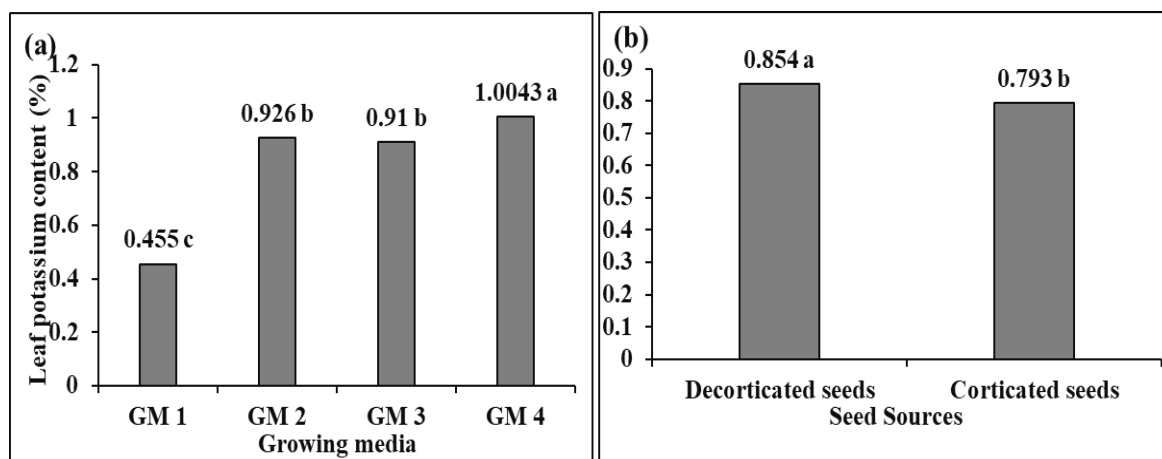 (a)
Leaf potassium content (%)
1.2
1
0.8
0.6
0.4
0.2
0
0.455 c
0.926 b
0.91 b
1.0043 a
GM 1 GM 2 GM 3 GM 4
Growing media
(b)
0.9
0.8
0.7
0.6
0.5
0.4
0.3
0.2
0.1
0
0.854 a
0.793 b
Decorticated seeds Corticated seeds
Seed Sources